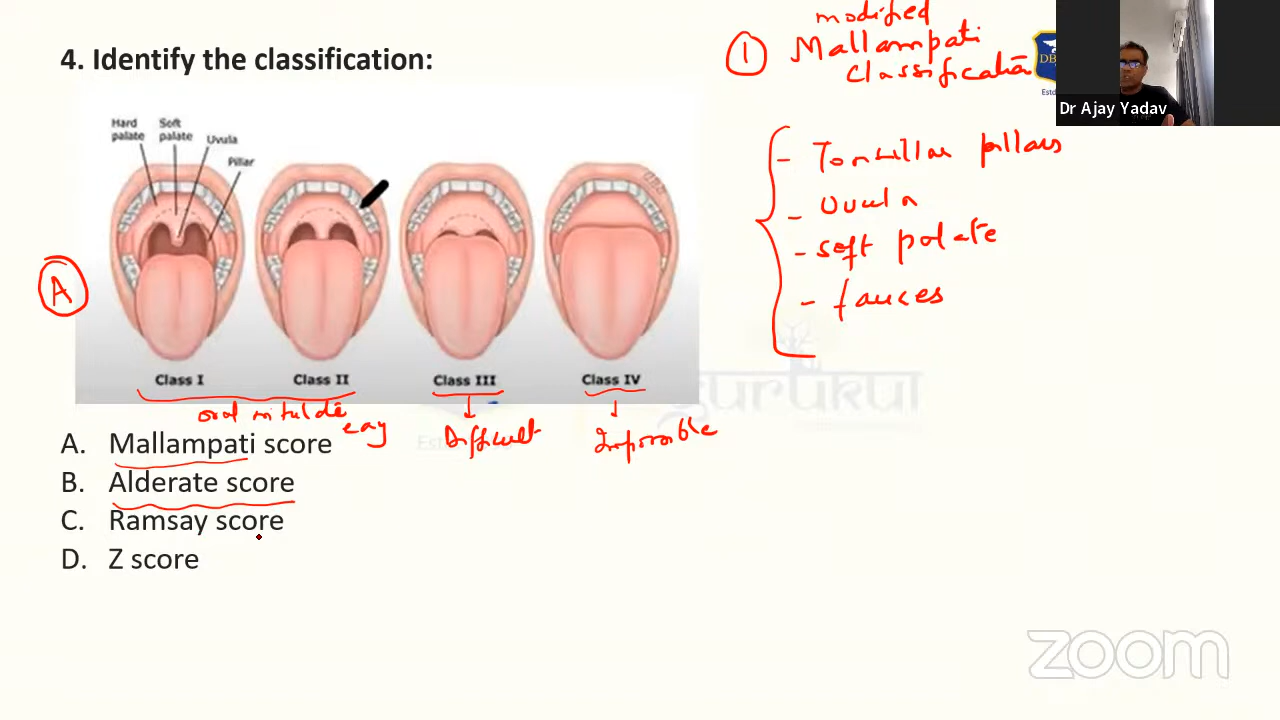 modified
① Mallampati
classification
4. Identify the classification:
Dr Ajay Yadav
Hard palate
Soft palate
Uvula
Pillar
- Tonsillar pillars
- Uvula
- Soft palate
- fauces
A
Class I
Class II
Class III
Class IV
oral
easy
Difficult
Impossible
gurukul
A. Mallampati score
B. Alderate score
C. Ramsay score
D. Z score
zoom